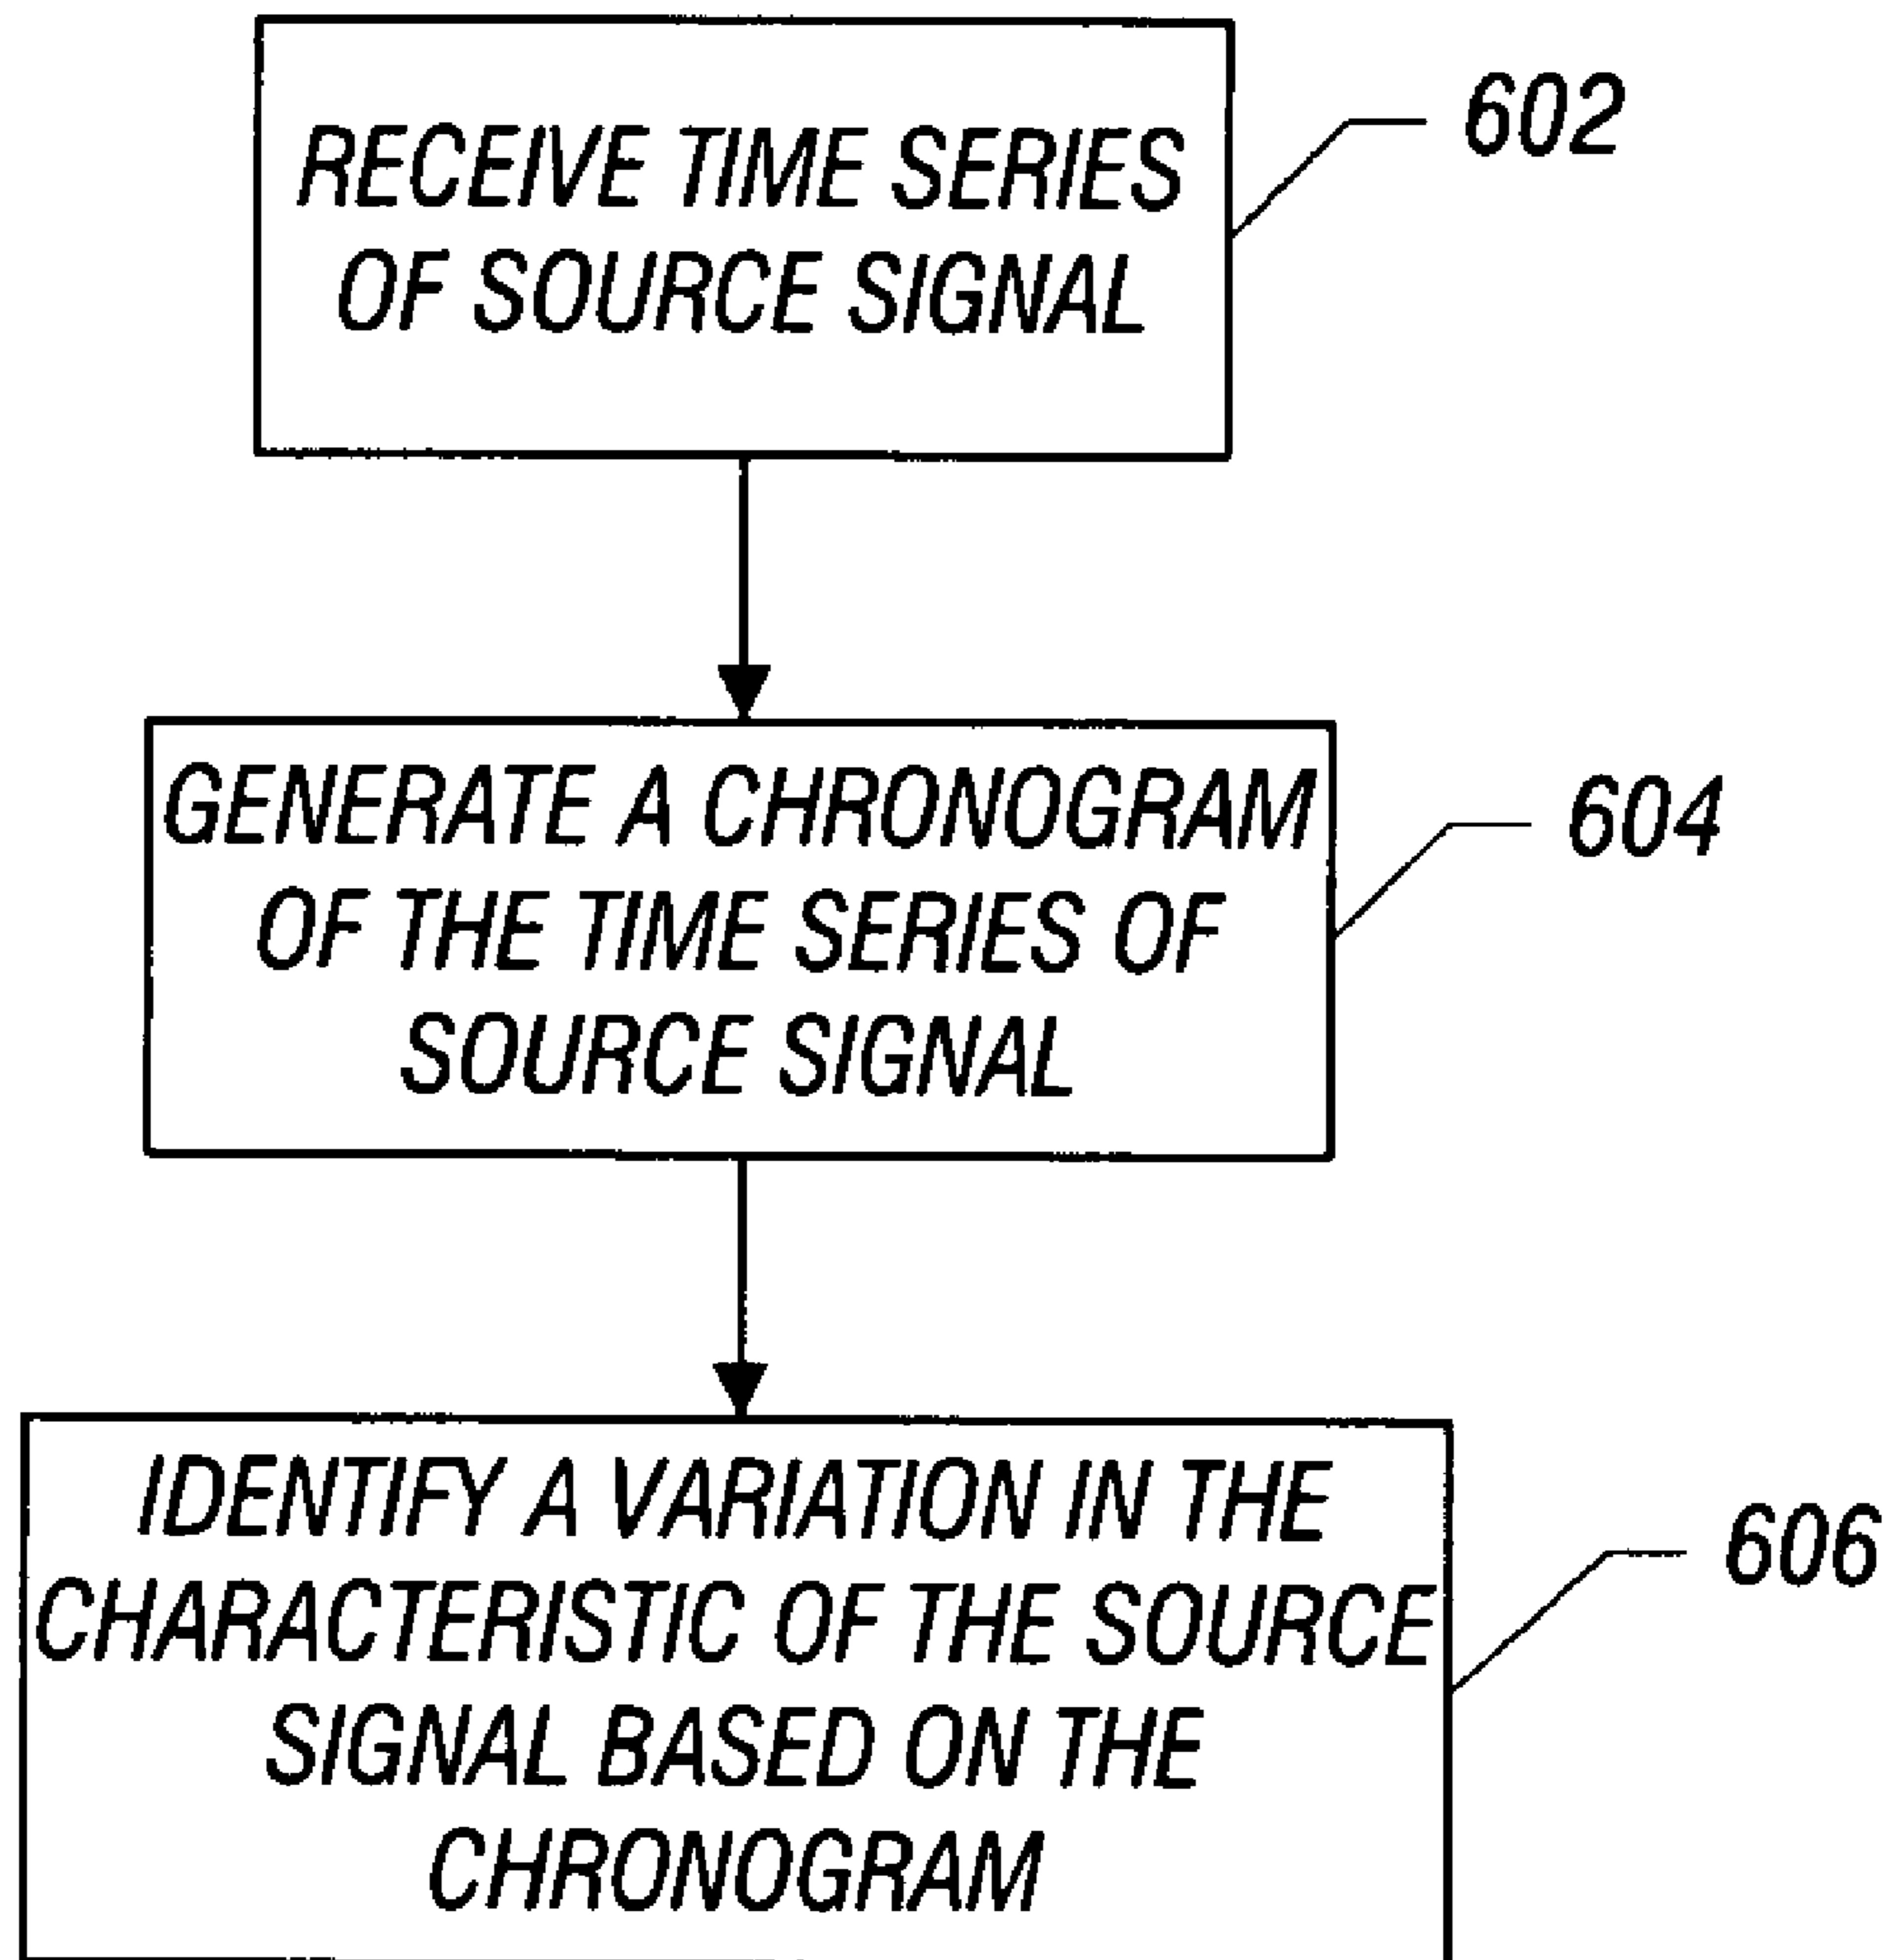 RECEIVE TIME SERIES
OF SOURCE SIGNAL
602
GENERATE A CHRONOGRAM
OF THE TIME SERIES OF
SOURCE SIGNAL
604
IDENTIFY A VARIATION IN THE
CHARACTERISTIC OF THE SOURCE
SIGNAL BASED ON THE
CHRONOGRAM
606